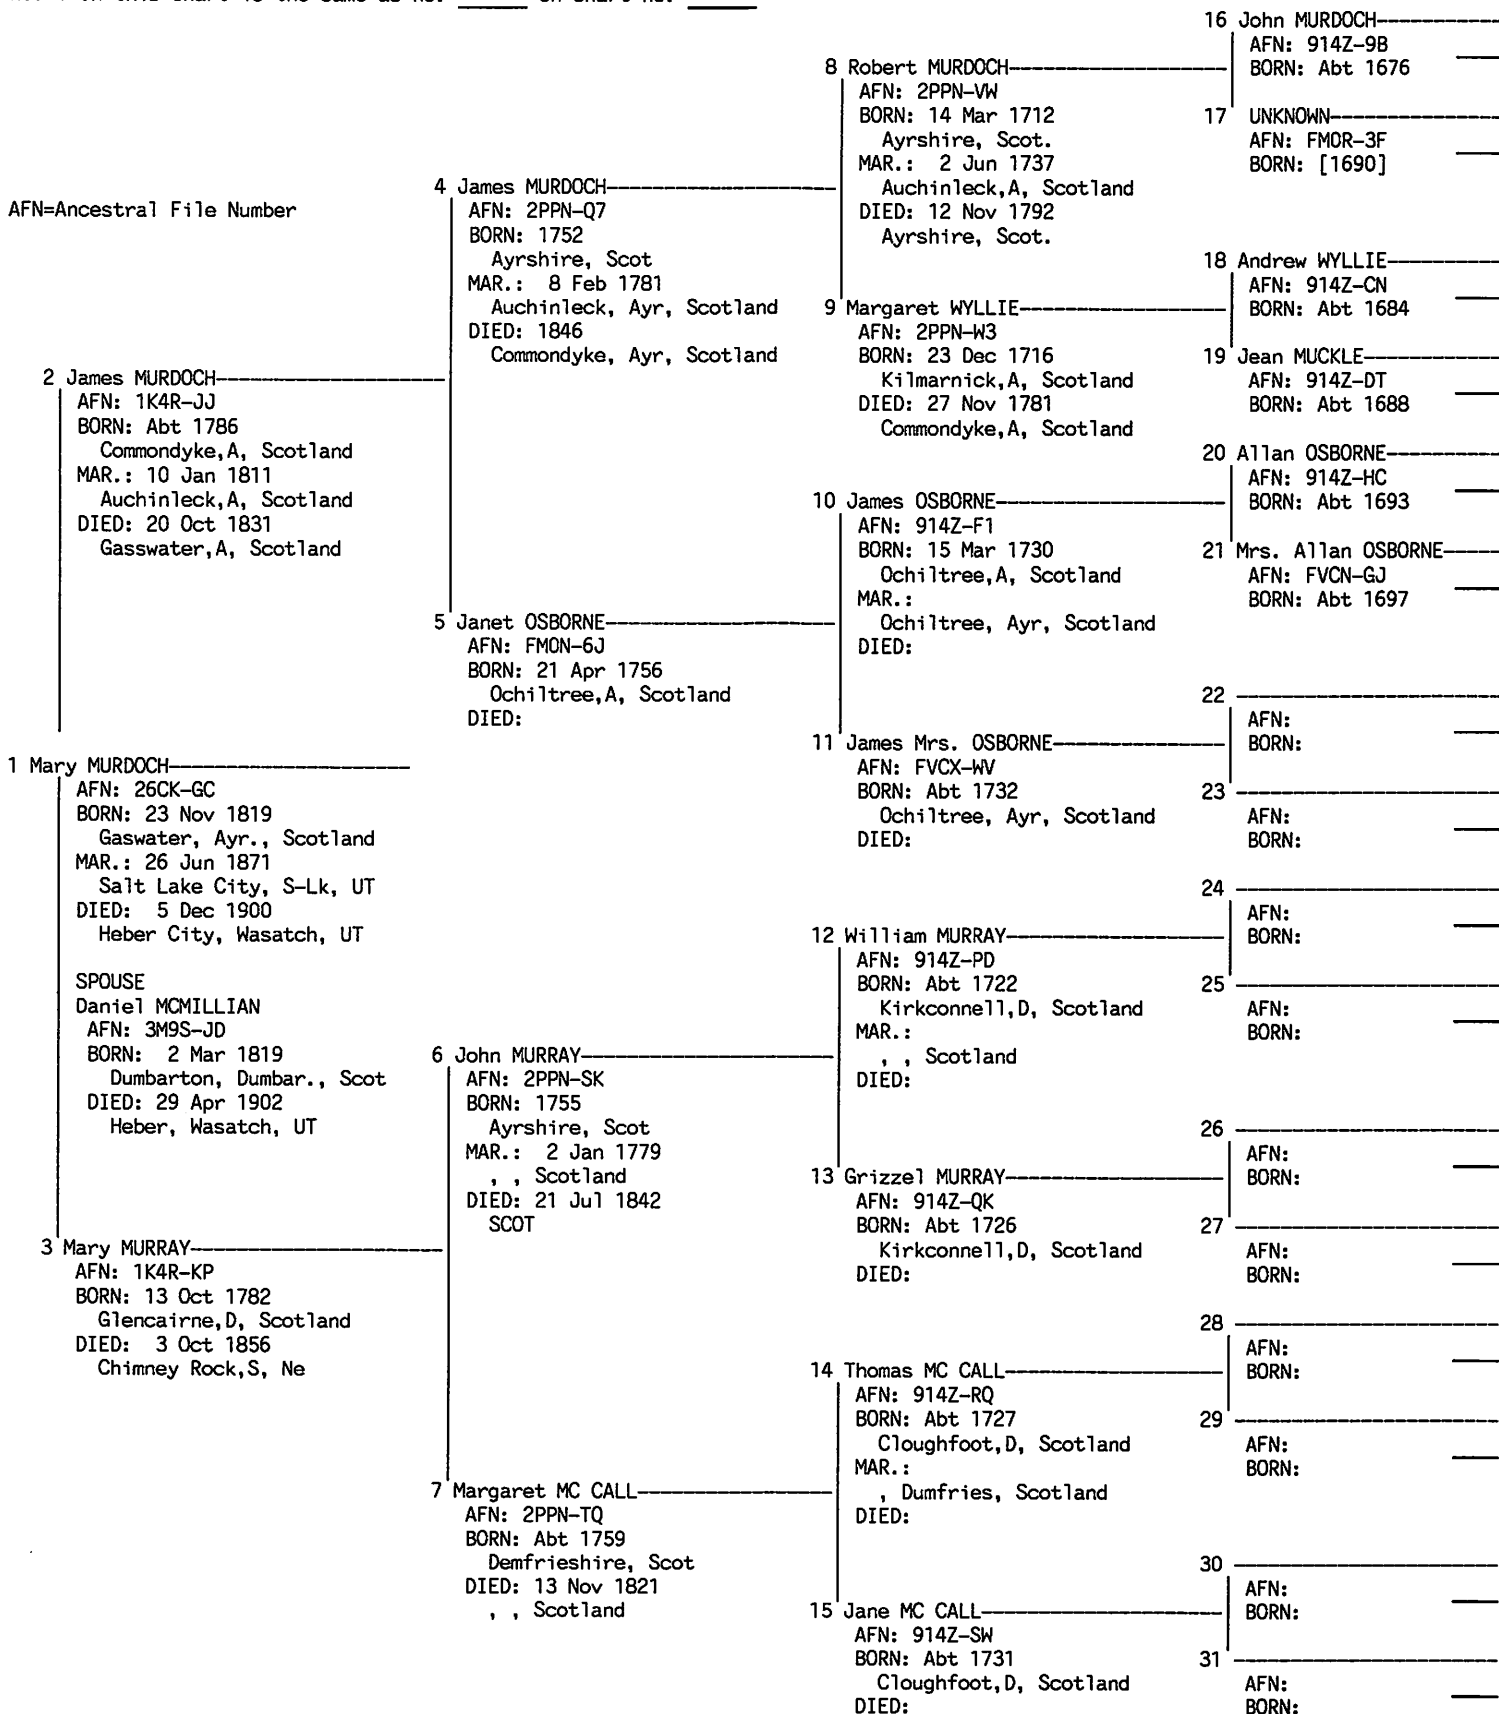 16 John MURDOCH
AFN: 914Z-9B
BORN: Abt 1676
8 Robert MURDOCH
AFN: 2PPN-VW
BORN: 14 Mar 1712
Ayrshire, Scot.
MAR.: 2 Jun 1737
Auchinleck,A, Scotland
DIED: 12 Nov 1792
Ayrshire, Scot.
17 UNKNOWN
AFN: FMOR-3F
BORN: [1690]
4 James MURDOCH
AFN: 2PPN-Q7
BORN: 1752
Ayrshire, Scot
MAR.: 8 Feb 1781
Auchinleck, Ayr, Scotland
DIED: 1846
Commondyke, Ayr, Scotland
AFN=Ancestral File Number
18 Andrew WYLLIE
AFN: 914Z-CN
BORN: Abt 1684
9 Margaret WYLLIE
AFN: 2PPN-W3
BORN: 23 Dec 1716
Kilmarnick,A, Scotland
DIED: 27 Nov 1781
Commondyke,A, Scotland
19 Jean MUCKLE
AFN: 914Z-DT
BORN: Abt 1688
2 James MURDOCH
AFN: 1K4R-JJ
BORN: Abt 1786
Commondyke,A, Scotland
MAR.: 10 Jan 1811
Auchinleck,A, Scotland
DIED: 20 Oct 1831
Gasswater,A, Scotland
20 Allan OSBORNE
AFN: 914Z-HC
BORN: Abt 1693
10 James OSBORNE
AFN: 914Z-F1
BORN: 15 Mar 1730
Ochiltree,A, Scotland
MAR.:
Ochiltree, Ayr, Scotland
DIED:
21 Mrs. Allan OSBORNE
AFN: FVCN-GJ
BORN: Abt 1697
5 Janet OSBORNE
AFN: FMON-6J
BORN: 21 Apr 1756
Ochiltree,A, Scotland
DIED:
22
AFN:
BORN:
11 James Mrs. OSBORNE
AFN: FVCX-WV
BORN: Abt 1732
Ochiltree, Ayr, Scotland
DIED:
23
AFN:
BORN:
1 Mary MURDOCH
AFN: 26CK-GC
BORN: 23 Nov 1819
Gaswater, Ayr., Scotland
MAR.: 26 Jun 1871
Salt Lake City, S-Lk, UT
DIED: 5 Dec 1900
Heber City, Wasatch, UT
SPOUSE
Daniel MCMILLIAN
AFN: 3M9S-JD
BORN: 2 Mar 1819
Dumbarton, Dumbar., Scot
DIED: 29 Apr 1902
Heber, Wasatch, UT
24
AFN:
BORN:
12 William MURRAY
AFN: 914Z-PD
BORN: Abt 1722
Kirkconnell,D, Scotland
MAR.:
, , Scotland
DIED:
25
AFN:
BORN:
6 John MURRAY
AFN: 2PPN-SK
BORN: 1755
Ayrshire, Scot
MAR.: 2 Jan 1779
, , Scotland
DIED: 21 Jul 1842
SCOT
26
AFN:
BORN:
13 Grizzel MURRAY
AFN: 914Z-QK
BORN: Abt 1726
Kirkconnell,D, Scotland
DIED:
27
AFN:
BORN:
3 Mary MURRAY
AFN: 1K4R-KP
BORN: 13 Oct 1782
Glencairne,D, Scotland
DIED: 3 Oct 1856
Chimney Rock,S, Ne
28
AFN:
BORN:
14 Thomas MC CALL
AFN: 914Z-RQ
BORN: Abt 1727
Cloughfoot,D, Scotland
MAR.:
, Dumfries, Scotland
DIED:
29
AFN:
BORN:
7 Margaret MC CALL
AFN: 2PPN-TQ
BORN: Abt 1759
Demfrieshire, Scot
DIED: 13 Nov 1821
, , Scotland
30
AFN:
BORN:
15 Jane MC CALL
AFN: 914Z-SW
BORN: Abt 1731
Cloughfoot,D, Scotland
DIED:
31
AFN:
BORN: